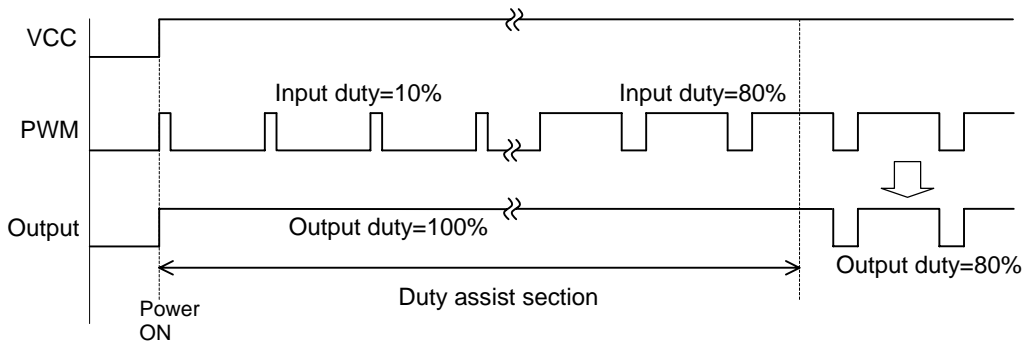 VCC
Input duty=10%
Input duty=80%
PWM
Output
Output duty=100%
Output duty=80%
Duty assist section
Power
ON